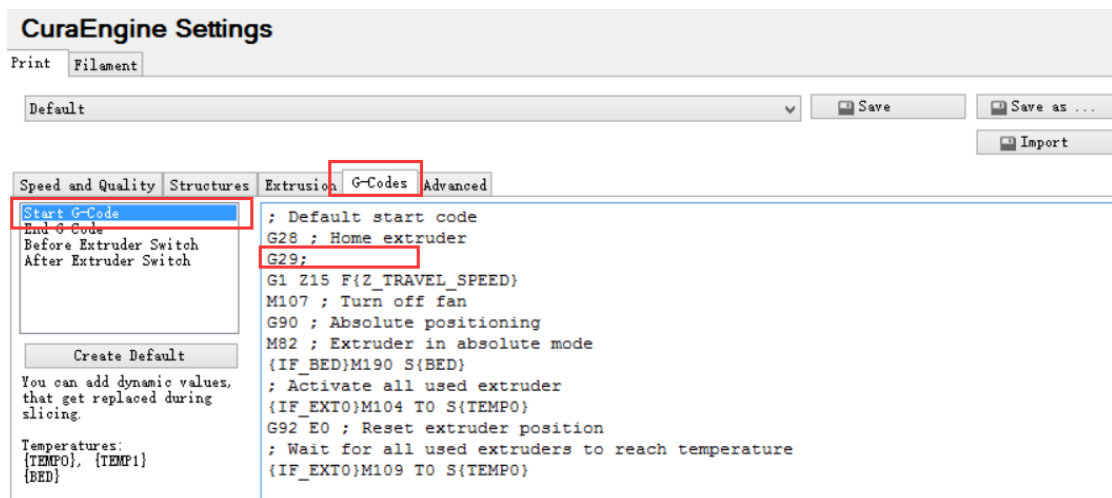 CuraEngine Settings
Print Filament
Default Save Save as ...
Import
Speed and Quality Structures Extrusion G-Codes Advanced
Start G-Code
End G-Code
Before Extruder Switch
After Extruder Switch
Create Default
You can add dynamic values,
that get replaced during
slicing.
Temperatures:
{TEMP0}, {TEMP1}
{BED}
; Default start code
G28 ; Home extruder
G29;
G1 Z15 F{Z_TRAVEL_SPEED}
M107 ; Turn off fan
G90 ; Absolute positioning
M82 ; Extruder in absolute mode
{IF_BED}M190 S{BED}
; Activate all used extruder
{IF_EXT0}M104 T0 S{TEMP0}
G92 E0 ; Reset extruder position
; Wait for all used extruders to reach temperature
{IF_EXT0}M109 T0 S{TEMP0}